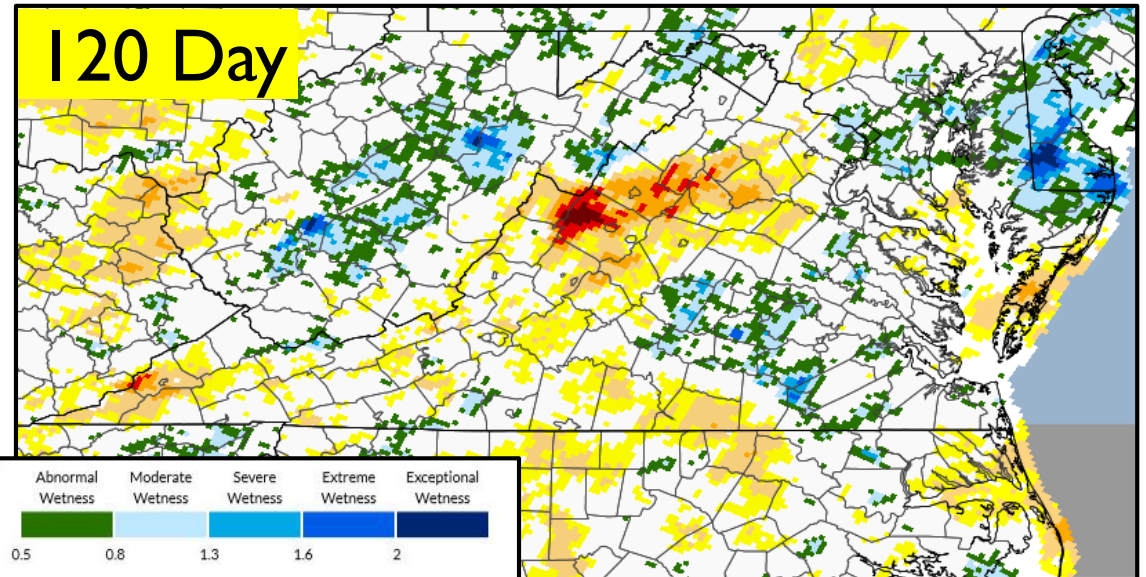 120 Day
Abnormal Moderate Severe Extreme Exceptional
Wetness Wetness Wetness Wetness Wetness
0.5 0.8 1.3 1.6 2